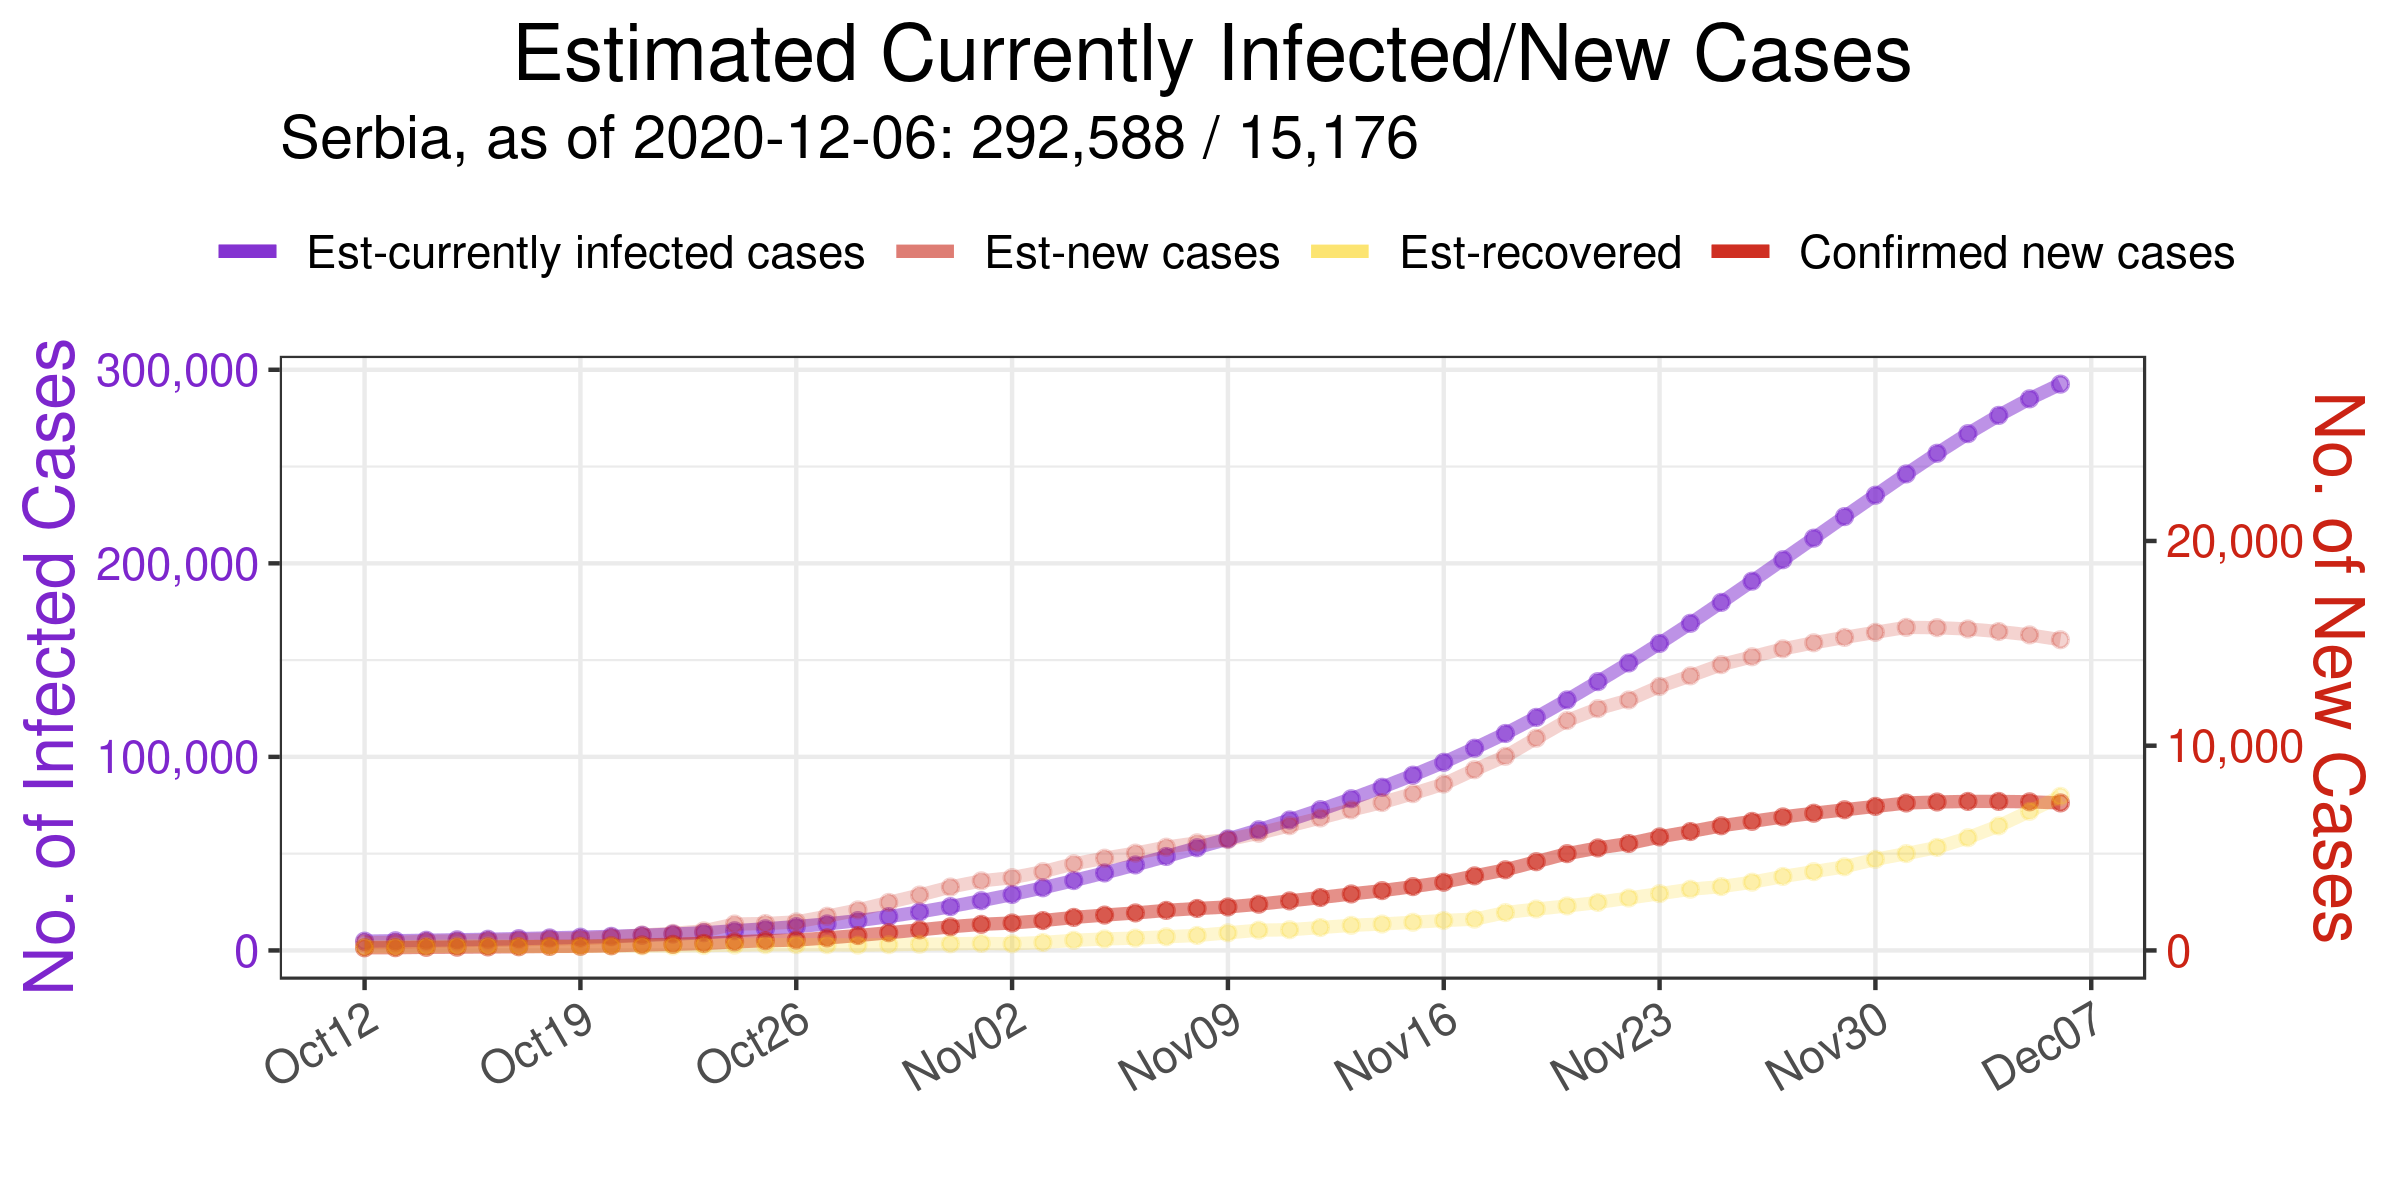 Estimated Currently Infected/New Cases
Serbia, as of 2020-12-06: 292,588 / 15,176
Est-currently infected cases Est-new cases Est-recovered Confirmed new cases
No. of Infected Cases
300,000
200,000
100,000
0
20,000
10,000
0
No. of New Cases
Oct12 Oct19 Oct26 Nov02 Nov09 Nov16 Nov23 Nov30 Dec07